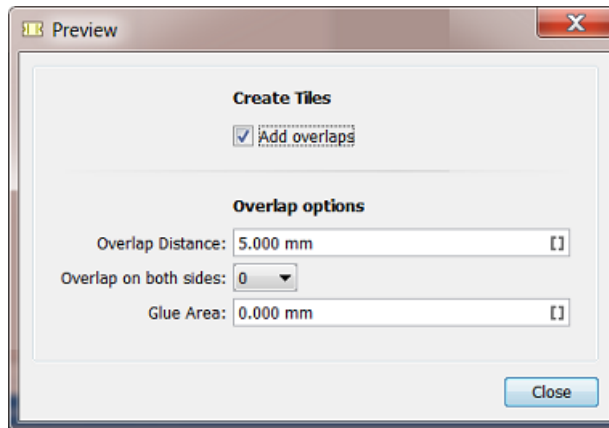 Preview
Create Tiles
Add overlaps
Overlap options
Overlap Distance: 5.000 mm
Overlap on both sides: 0
Glue Area: 0.000 mm
Close